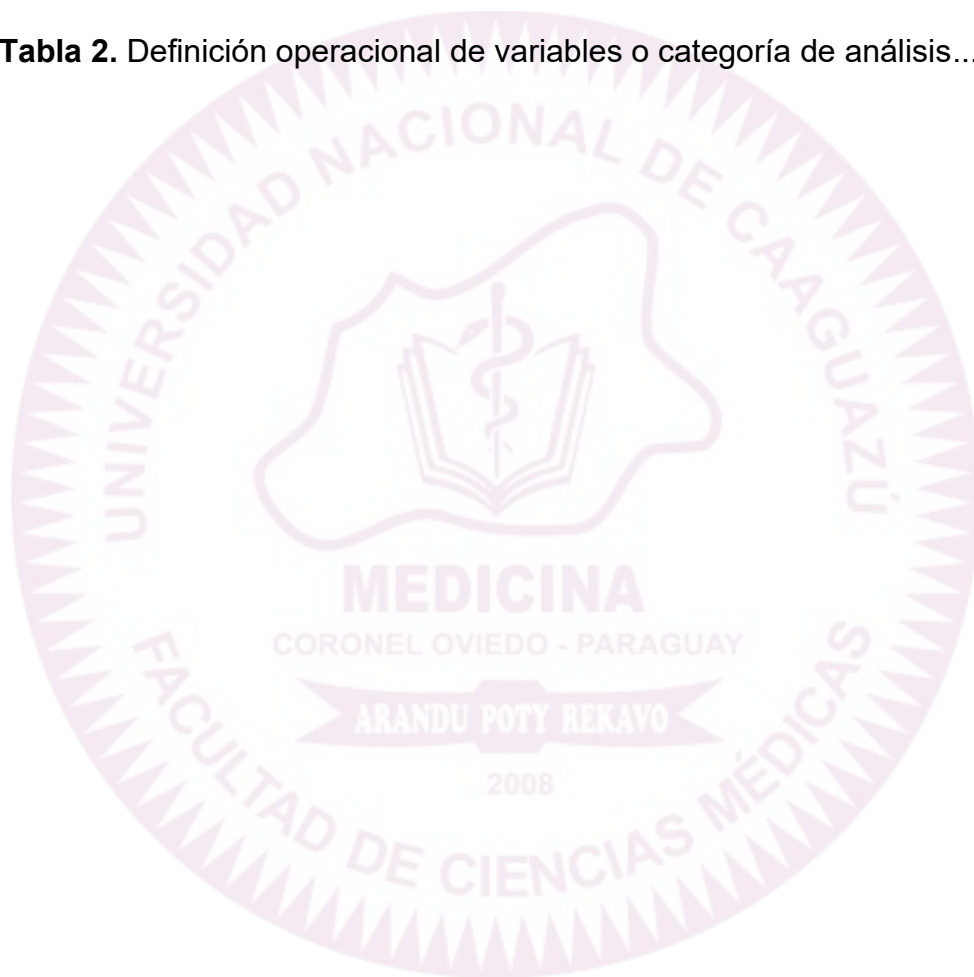 Tabla 2. Definición operacional de variables o categoría de análisis...
UNIVERSIDAD NACIONAL DE CAAGUAZÚ
MEDICINA
CORONEL OVIEDO - PARAGUAY
ARANDU POTY REKAVO
2008
FACULTAD DE CIENCIAS MÉDICAS